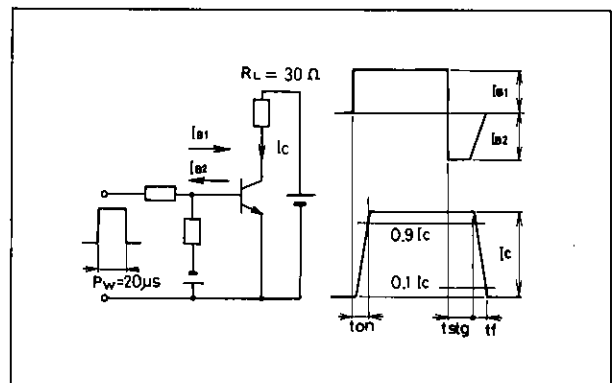 RL = 30 Ω
IB1
IB2
Ic
PW=20µs
IB1
IB2
0.9 Ic
Ic
0.1 Ic
ton
tstg
tf